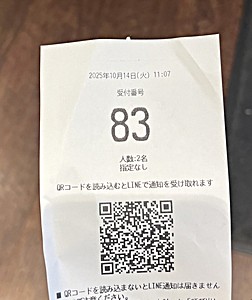 2025年10月14日(火) 11:07
受付番号
83
人数:2名
指定なし
QRコードを読み込むとLINEで通知を受け取れます
■ QRコードを読み込まないとLINE通知は届きません